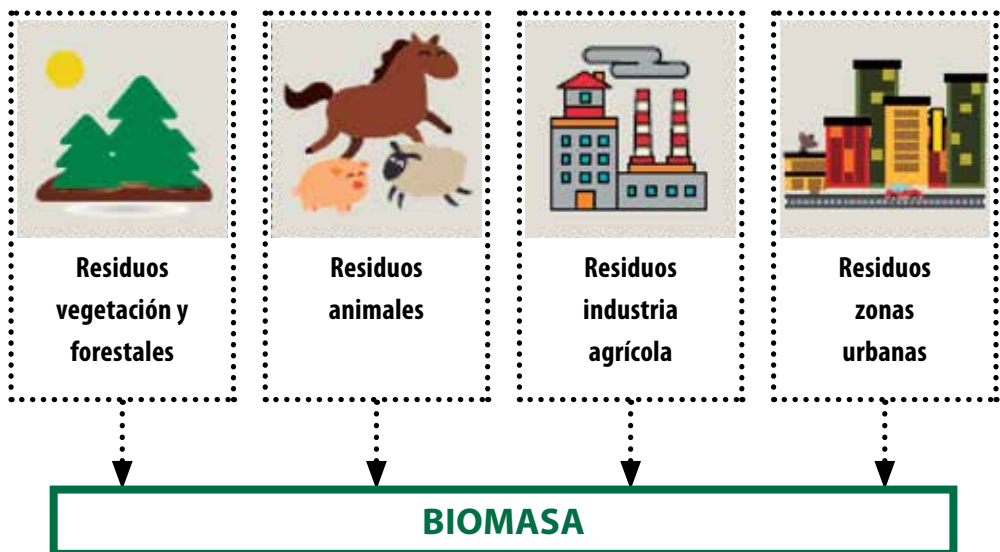 Residuos
vegetación y
forestales
Residuos
animales
Residuos
industria
agrícola
Residuos
zonas
urbanas
BIOMASA